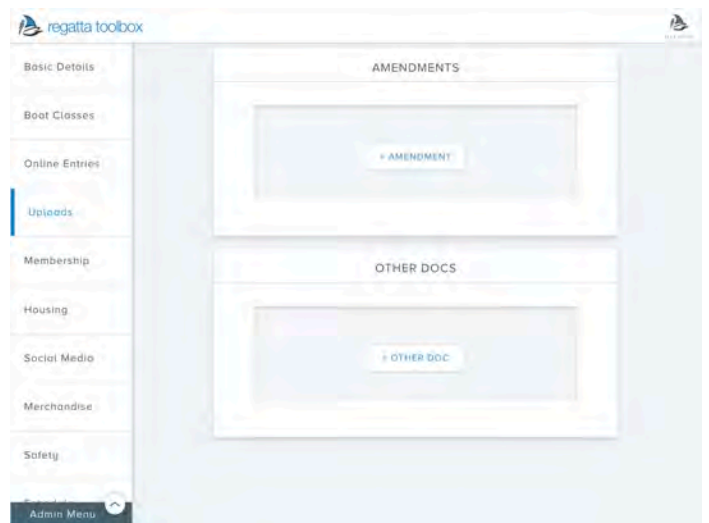 regatta toolbox
Basic Details
Boat Classes
Online Entries
Uploads
Membership
Housing
Social Media
Merchandise
Safety
Admin Menu
AMENDMENTS
+ AMENDMENT
OTHER DOCS
+ OTHER DOC